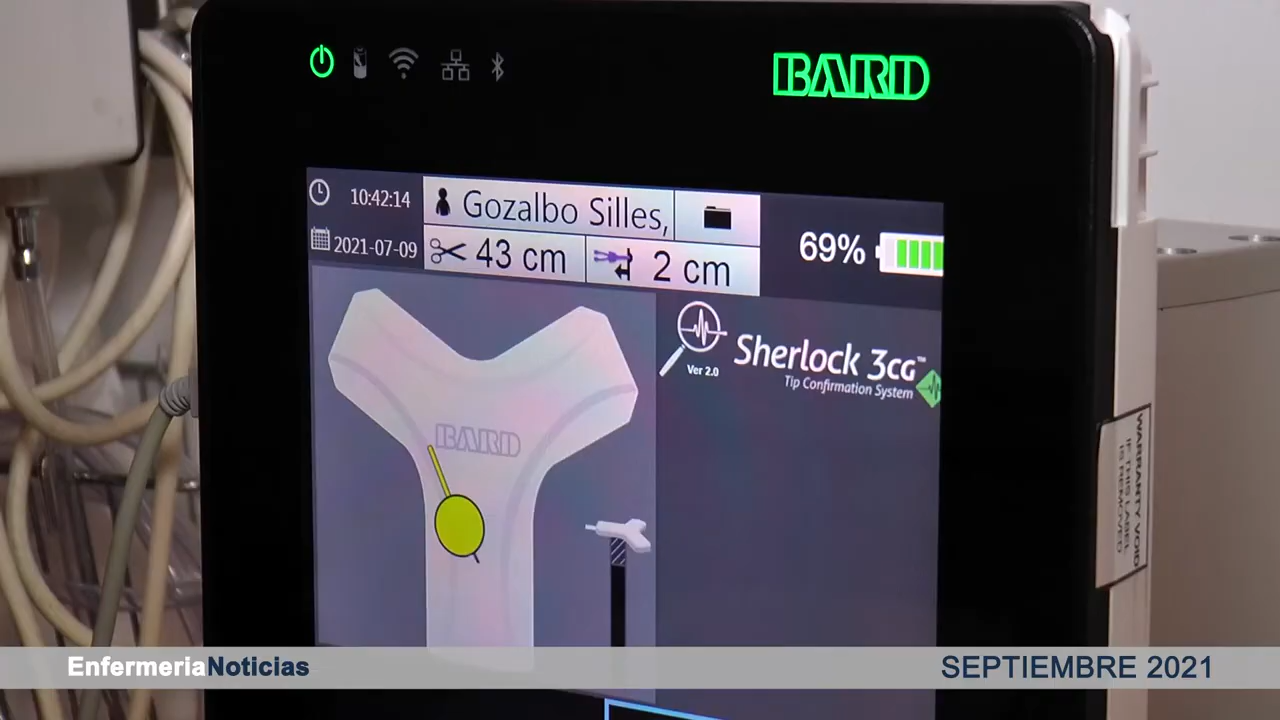 BARD
10:42:14
Gozalbo Silles,
2021-07-09
43 cm
2 cm
69%
Sherlock 3CG™
Tip Confirmation System
Ver 2.0
BARD
WARRANTY VOID
IF THIS LABEL
IS REMOVED
EnfermeriaNoticias
SEPTIEMBRE 2021